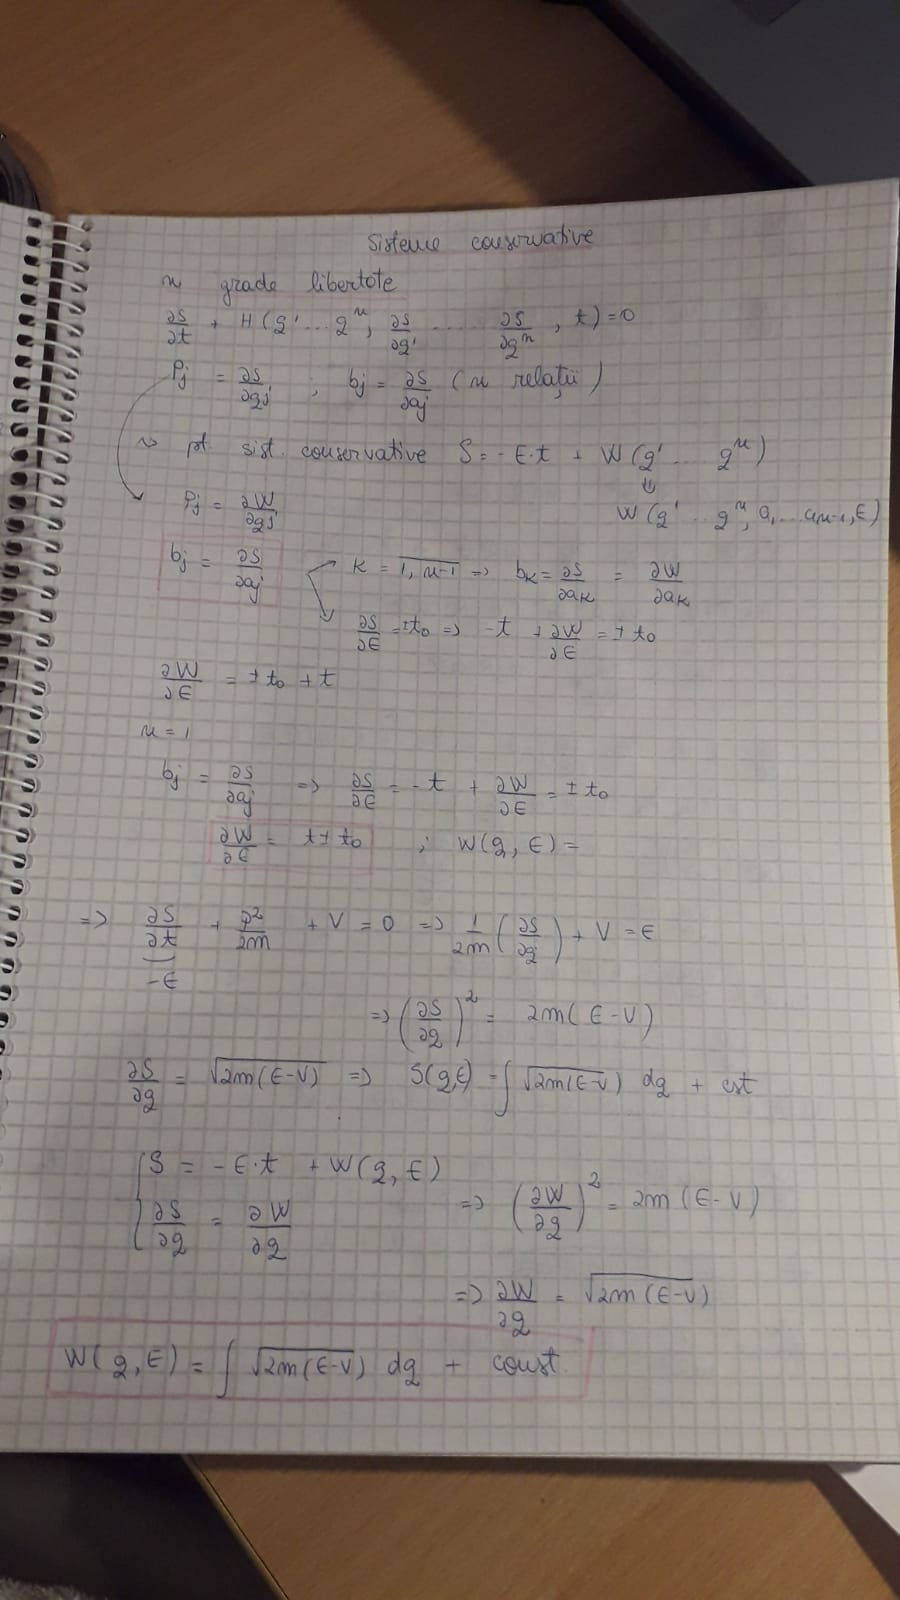 Sisteme conservative
n grade libertate
∂S/∂t + H(q¹ ... qⁿ, ∂S/∂q¹ .... ∂S/∂qⁿ, t) = 0
pj = ∂S/∂qj ; bj = ∂S/∂aj (n relații)
~> pt sist. conservative S = -E·t + W(q¹ ... qⁿ)
pj = ∂W/∂qj W(q¹ ... qⁿ, a₁ ... an-1, E)
bj = ∂S/∂aj K = 1, n-1 => bK = ∂S/∂aK = ∂W/∂aK
∂S/∂E = ±t₀ => -t + ∂W/∂E = ± t₀
∂W/∂E = ± t₀ + t
n = 1
bj = ∂S/∂aj => ∂S/∂E = -t + ∂W/∂E = ± t₀
∂W/∂E = t ± t₀ ; W(q, E) =
=> ∂S/∂t + p²/2m + V = 0 => 1/2m (∂S/∂q) + V = E
-E
=> (∂S/∂q)² = 2m(E-V)
∂S/∂q = √2m(E-V) => S(q,E) = ∫ √2m(E-V) dq + cst
S = -E·t + W(q, E)
∂S/∂q = ∂W/∂q => (∂W/∂q)² = 2m(E-V)
=> ∂W/∂q = √2m(E-V)
W(q, E) = ∫ √2m(E-V) dq + const.